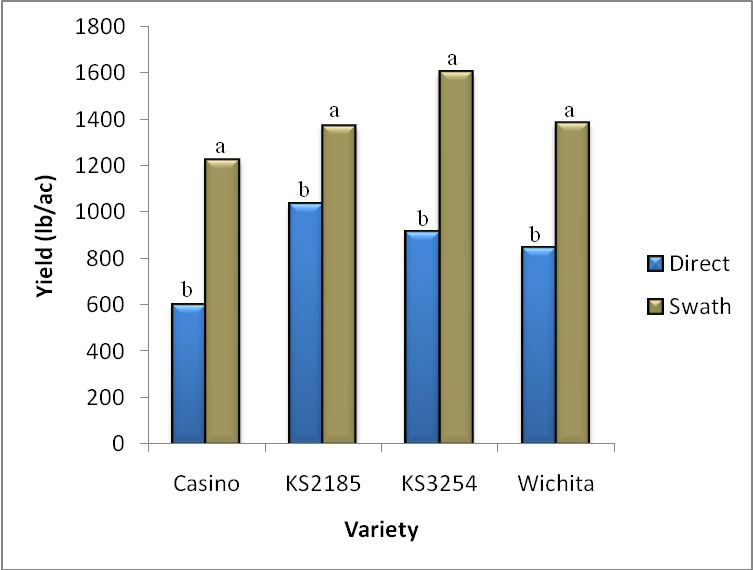 1800
1600
1400
1200
1000
800
600
400
200
0
Yield (lb/ac)
b a b a b a b a
Casino KS2185 KS3254 Wichita
Variety
Direct
Swath